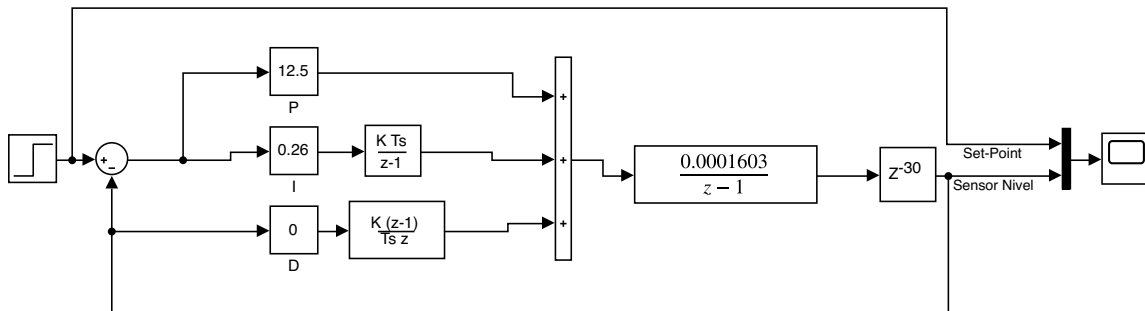 12.5
P
+
0.26
K Ts
z-1
+
−
I
+
0.0001603
z − 1
Z-30
Set-Point
Sensor Nivel
0
K (z-1)
Ts z
+
D